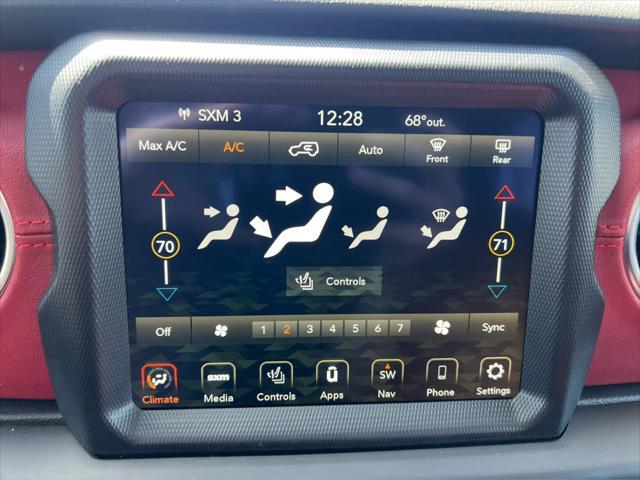 SXM 3 12:28 68°out.
Max A/C A/C Auto Front Rear
70 71
Controls
Off 1 2 3 4 5 6 7 Sync
sxm SW
Climate Media Controls Apps Nav Phone Settings